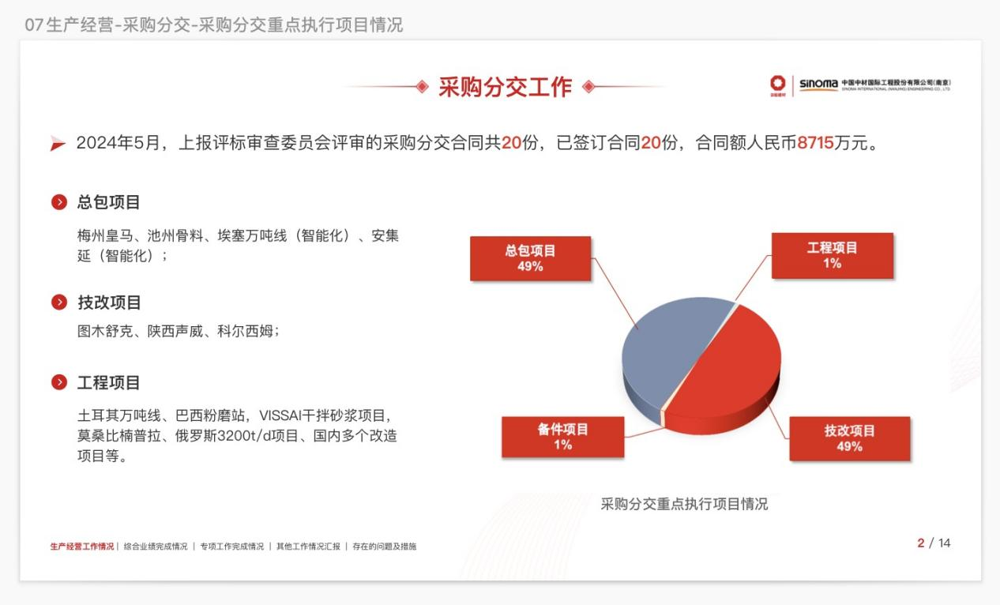 07生产经营-采购分交-采购分交重点执行项目情况
采购分交工作
中国建材
sinoma
中国中材国际工程股份有限公司(南京)
SINOMA INTERNATIONAL (NANJING) ENGINEERING CO., LTD.
2024年5月，上报评标审查委员会评审的采购分交合同共20份，已签订合同20份，合同额人民币8715万元。
总包项目
梅州皇马、池州骨料、埃塞万吨线（智能化）、安集
延（智能化）;
技改项目
图木舒克、陕西声威、科尔西姆;
工程项目
土耳其万吨线、巴西粉磨站，VISSAI干拌砂浆项目，
莫桑比楠普拉、俄罗斯3200t/d项目、国内多个改造
项目等。
总包项目
49%
工程项目
1%
备件项目
1%
技改项目
49%
采购分交重点执行项目情况
生产经营工作情况 | 综合业绩完成情况 | 专项工作完成情况 | 其他工作情况汇报 | 存在的问题及措施
2 / 14